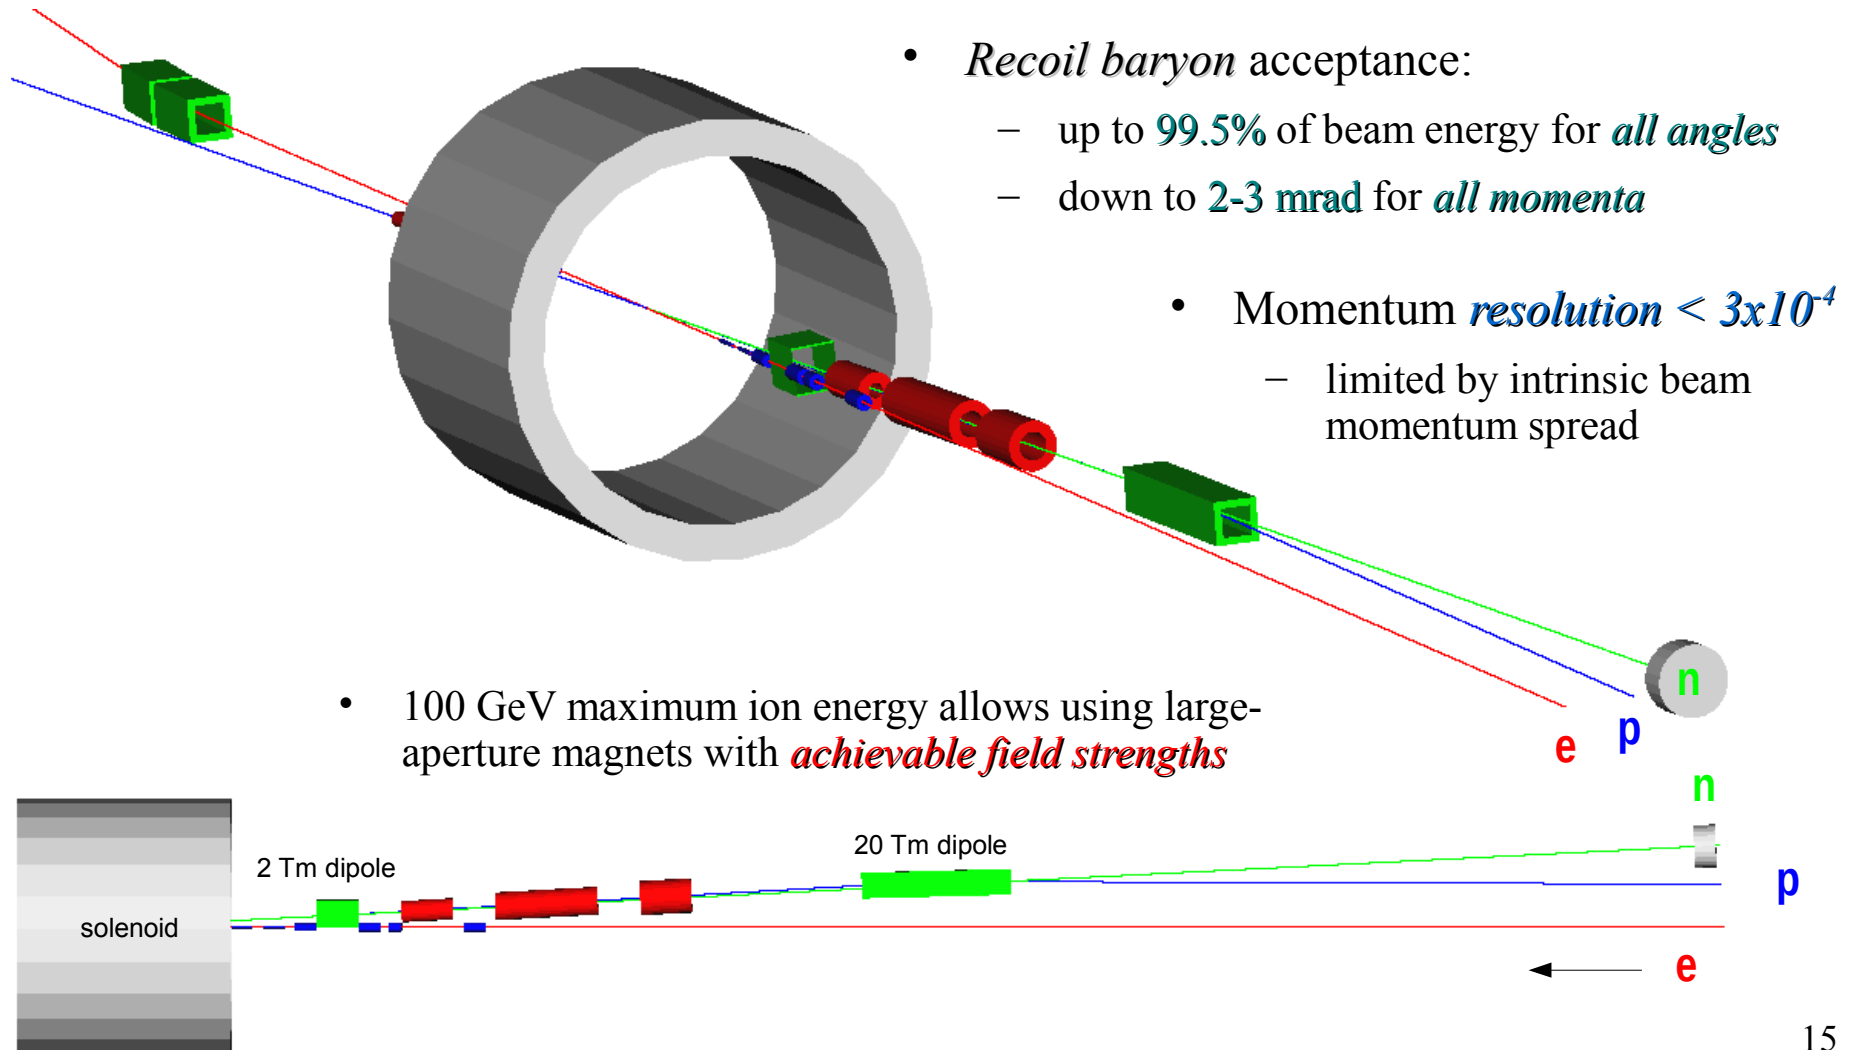 • Recoil baryon acceptance:
– up to 99.5% of beam energy for all angles
– down to 2-3 mrad for all momenta
• Momentum resolution < 3x10⁻⁴
– limited by intrinsic beam
momentum spread
n
p
e
• 100 GeV maximum ion energy allows using large-
aperture magnets with achievable field strengths
n
20 Tm dipole
2 Tm dipole
p
solenoid
e
15